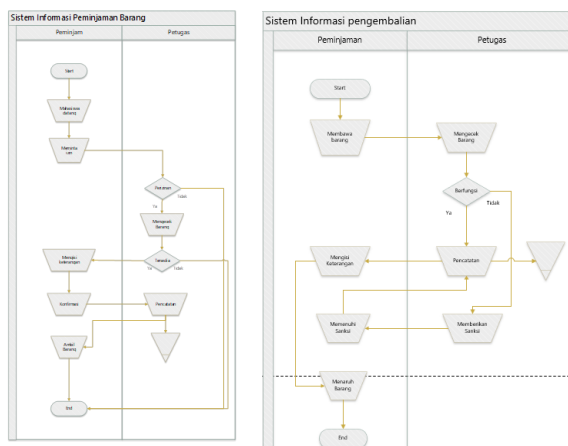 Sistem Informasi Peminjaman Barang
Peminjam
Petugas
Start
Mahasiswa
datang
Ya
Tidak
Mengecek
Barang
Tersedia
Ya
Tidak
Mengisi
keterangan
Konfirmasi
Pencatatan
Ambil
Barang
End
Sistem Informasi pengembalian
Peminjaman
Petugas
Start
Membawa
barang
Mengecek
Barang
Berfungsi
Ya
Tidak
Mengisi
Keterangan
Pencatatan
Memenuhi
Sanksi
Memberikan
Sanksi
Menaruh
Barang
End